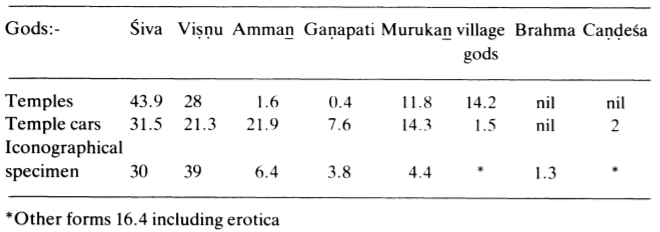 Gods:- Śiva Viṣṇu Ammaṉ Gaṇapati Murukaṉ village Brahma Caṇḍeśa
gods
Temples 43.9 28 1.6 0.4 11.8 14.2 nil nil
Temple cars 31.5 21.3 21.9 7.6 14.3 1.5 nil 2
Iconographical
specimen 30 39 6.4 3.8 4.4 * 1.3 *
*Other forms 16.4 including erotica